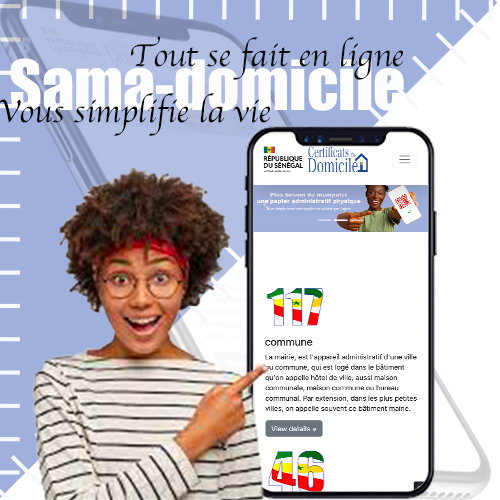 Tout se fait en ligne
Sama-domicile
Vous simplifie la vie
RÉPUBLIQUE
DU SÉNÉGAL
Certificats De
Domicile
Plus besoin de manipuler
une papier administratif physique
117
commune
La mairie, est l'appareil administratif d'une ville
ou commune, qui est logé dans le bâtiment
qu'on appelle hôtel de ville, aussi maison
communale, maison commune ou bureau
communal. Par extension, dans les plus petites
villes, on appelle souvent ce bâtiment mairie.
View details »
46